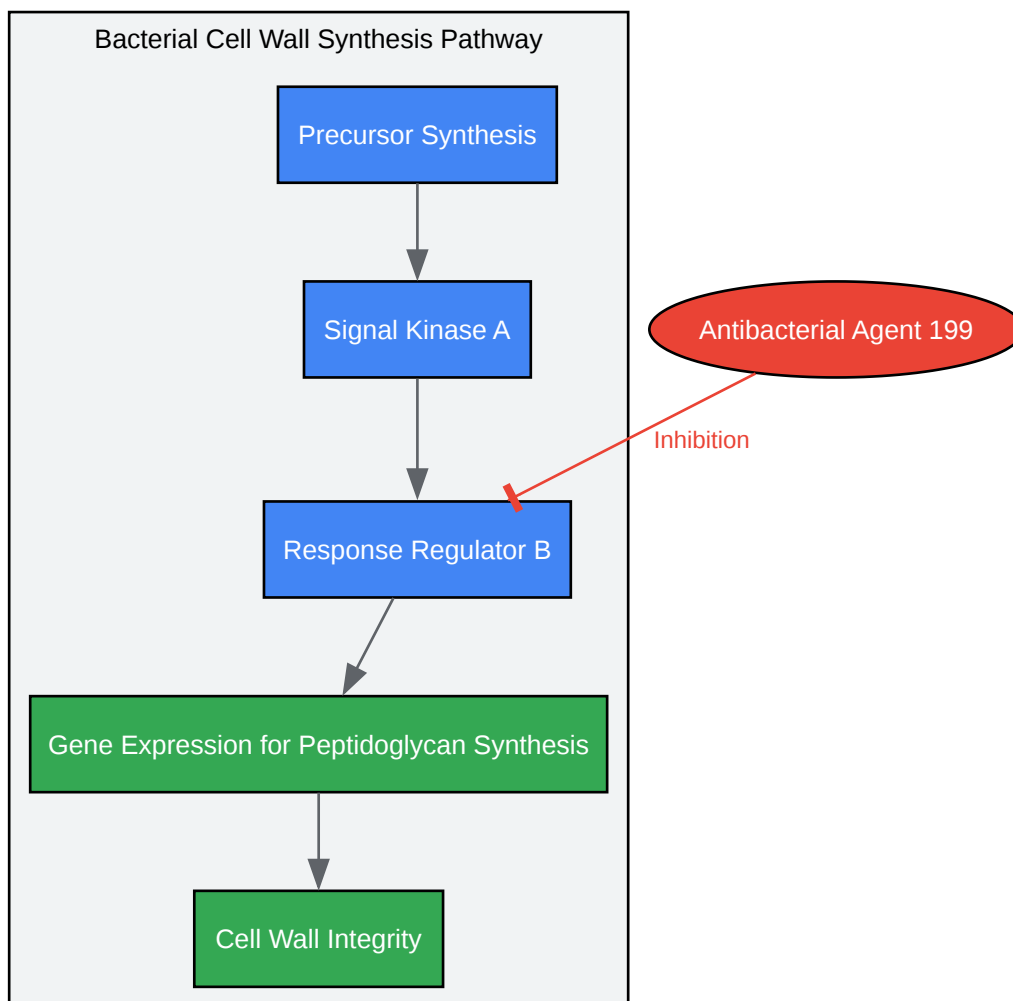 Bacterial Cell Wall Synthesis Pathway
Precursor Synthesis
Signal Kinase A
Antibacterial Agent 199
Inhibition
Response Regulator B
Gene Expression for Peptidoglycan Synthesis
Cell Wall Integrity